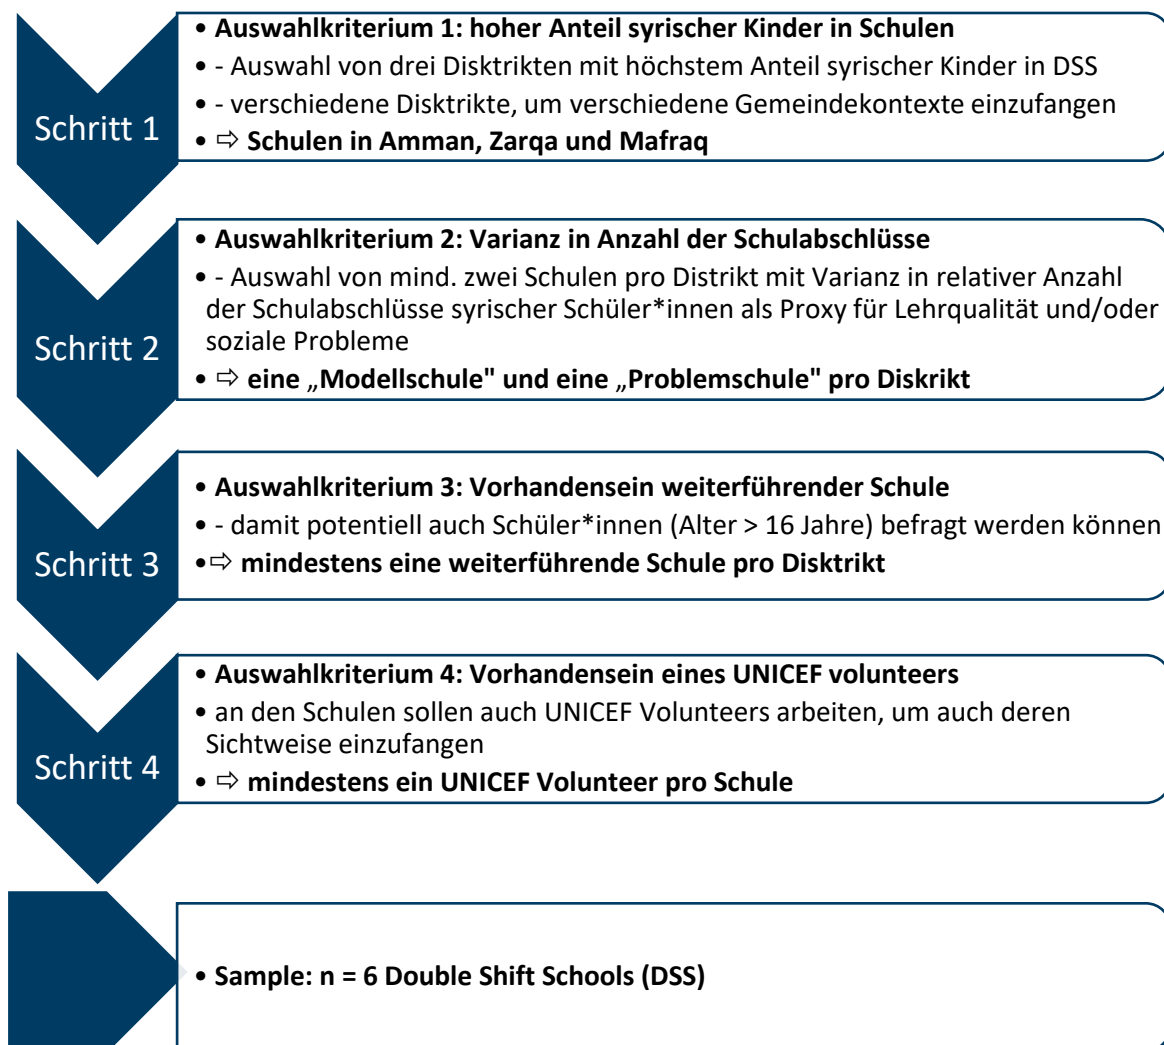 Schritt 1
• Auswahlkriterium 1: hoher Anteil syrischer Kinder in Schulen
• - Auswahl von drei Disktrikten mit höchstem Anteil syrischer Kinder in DSS
• - verschiedene Disktrikte, um verschiedene Gemeindekontexte einzufangen
• ⇨ Schulen in Amman, Zarqa und Mafraq
Schritt 2
• Auswahlkriterium 2: Varianz in Anzahl der Schulabschlüsse
• - Auswahl von mind. zwei Schulen pro Distrikt mit Varianz in relativer Anzahl
der Schulabschlüsse syrischer Schüler*innen als Proxy für Lehrqualität und/oder
soziale Probleme
• ⇨ eine „Modellschule" und eine „Problemschule" pro Diskrikt
Schritt 3
• Auswahlkriterium 3: Vorhandensein weiterführender Schule
• - damit potentiell auch Schüler*innen (Alter > 16 Jahre) befragt werden können
•⇨ mindestens eine weiterführende Schule pro Disktrikt
Schritt 4
• Auswahlkriterium 4: Vorhandensein eines UNICEF volunteers
• an den Schulen sollen auch UNICEF Volunteers arbeiten, um auch deren
Sichtweise einzufangen
• ⇨ mindestens ein UNICEF Volunteer pro Schule
• Sample: n = 6 Double Shift Schools (DSS)